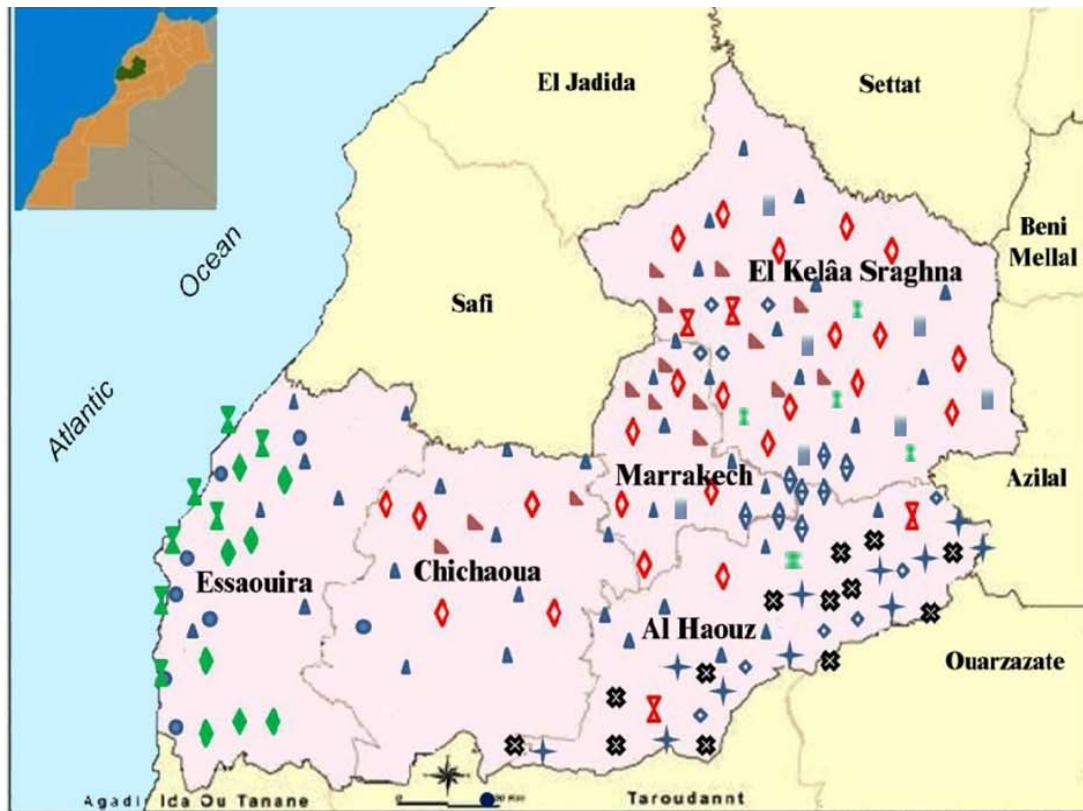 El Jadida
Settat
Beni
Mellal
Ocean
El Kelâa Sraghna
Safi
Atlantic
Marrakech
Azilal
Essaouira
Chichaoua
Al Haouz
Ouarzazate
Agadir Ida Ou Tanane
Taroudannt
0